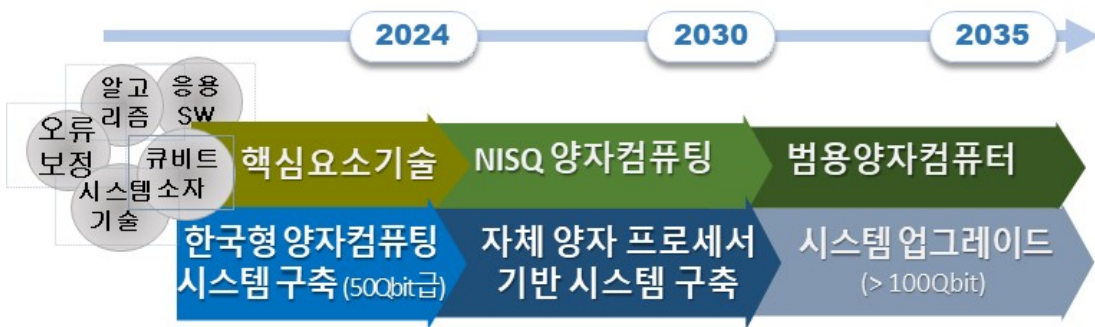 2024
2030
2035
알고
리즘
응용
SW
오류
보정
큐비트
소자
시스템
기술
핵심요소기술
NISQ 양자컴퓨팅
범용양자컴퓨터
한국형 양자컴퓨팅
시스템 구축 (50Qbit급)
자체 양자 프로세서
기반 시스템 구축
시스템 업그레이드
(> 100Qbit)